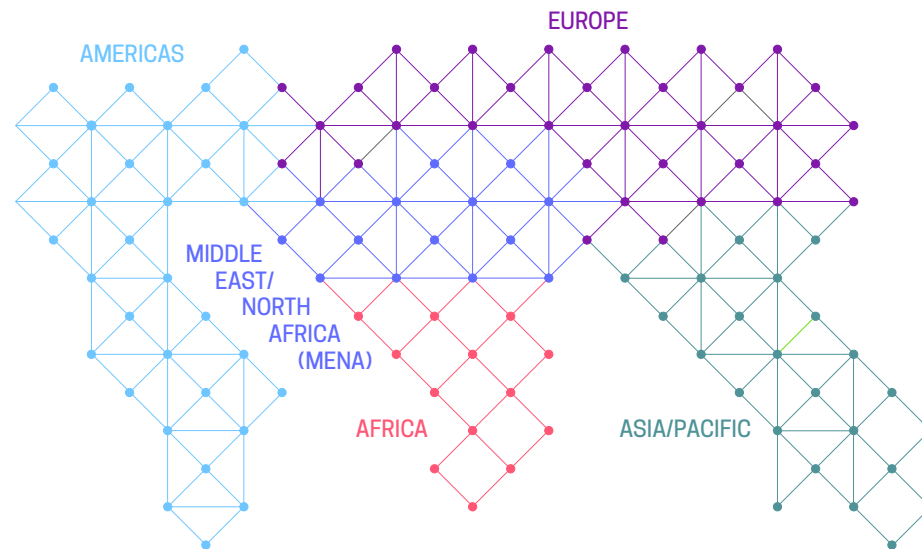 EUROPE
AMERICAS
MIDDLE
EAST/
NORTH
AFRICA
(MENA)
AFRICA
ASIA/PACIFIC